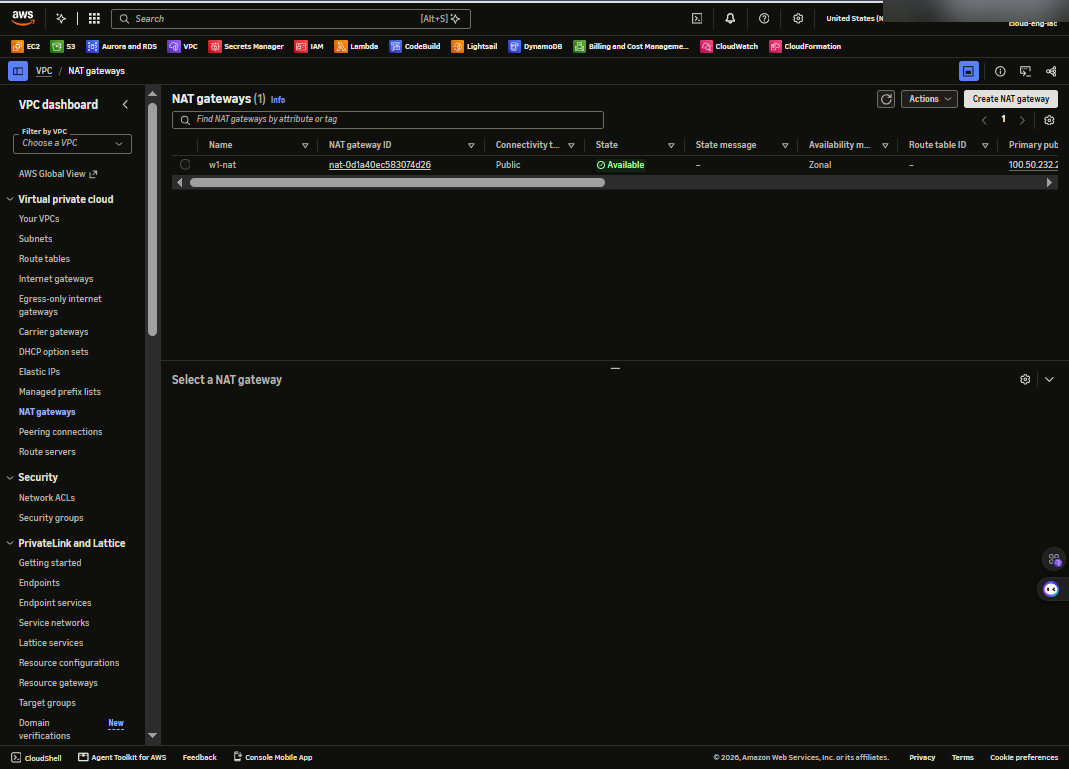 aws
Search [Alt+S]
United States (N
cloud-eng-lac
EC2 S3 Aurora and RDS VPC Secrets Manager IAM Lambda CodeBuild Lightsail DynamoDB Billing and Cost Manageme... CloudWatch CloudFormation
VPC / NAT gateways
VPC dashboard
Filter by VPC
Choose a VPC
AWS Global View
Virtual private cloud
Your VPCs
Subnets
Route tables
Internet gateways
Egress-only internet
gateways
Carrier gateways
DHCP option sets
Elastic IPs
Managed prefix lists
NAT gateways
Peering connections
Route servers
Security
Network ACLs
Security groups
PrivateLink and Lattice
Getting started
Endpoints
Endpoint services
Service networks
Lattice services
Resource configurations
Resource gateways
Target groups
Domain New
verifications
NAT gateways (1) Info
Actions
Create NAT gateway
Find NAT gateways by attribute or tag
1
Name NAT gateway ID Connectivity t... State State message Availability m... Route table ID Primary pub
w1-nat nat-0d1a40ec583074d26 Public Available – Zonal – 100.50.232.2
Select a NAT gateway
CloudShell Agent Toolkit for AWS Feedback Console Mobile App © 2026, Amazon Web Services, Inc. or its affiliates. Privacy Terms Cookie preferences